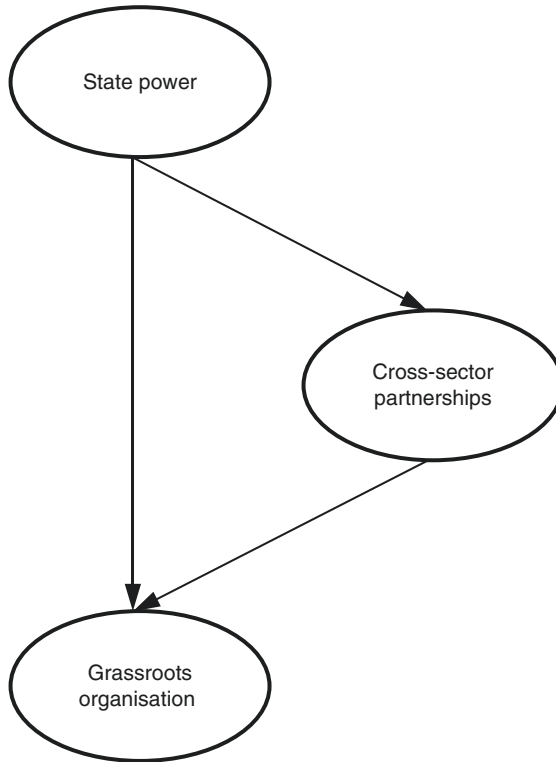 State power
Cross-sector
partnerships
Grassroots
organisation